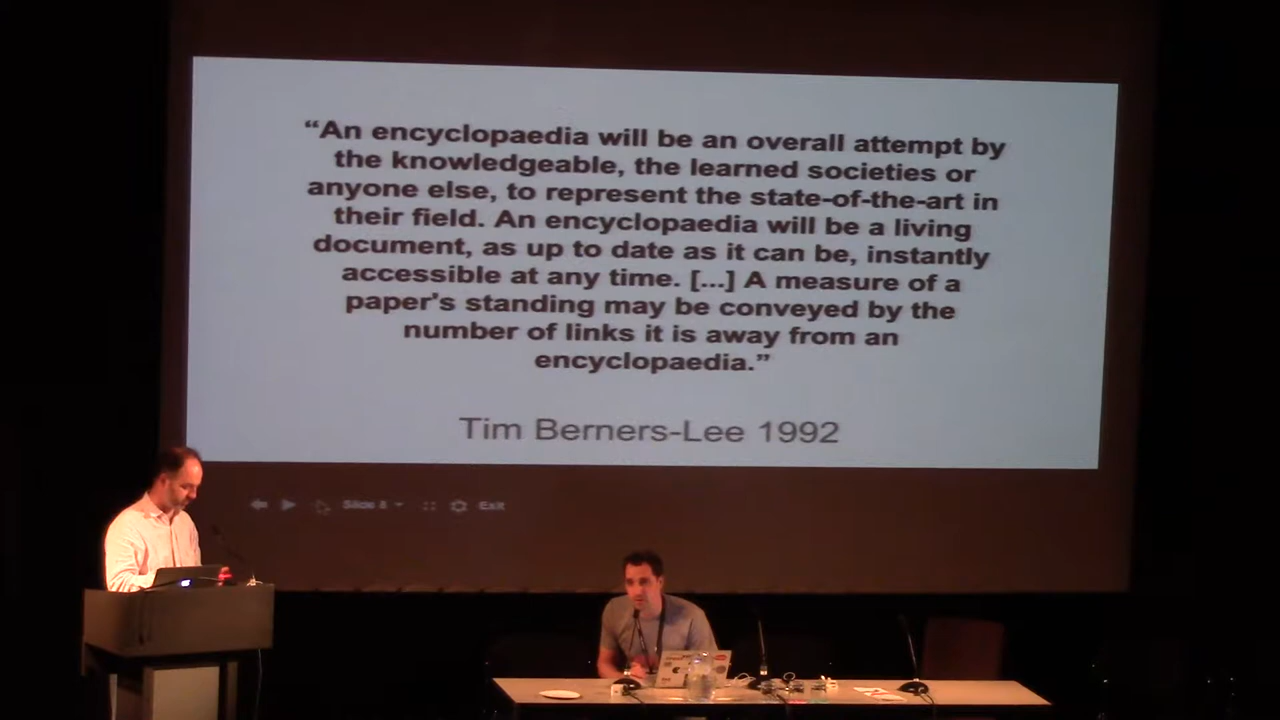 “An encyclopaedia will be an overall attempt by
the knowledgeable, the learned societies or
anyone else, to represent the state-of-the-art in
their field. An encyclopaedia will be a living
document, as up to date as it can be, instantly
accessible at any time. [...] A measure of a
paper's standing may be conveyed by the
number of links it is away from an
encyclopaedia.”
Tim Berners-Lee 1992
Slide 8
Exit